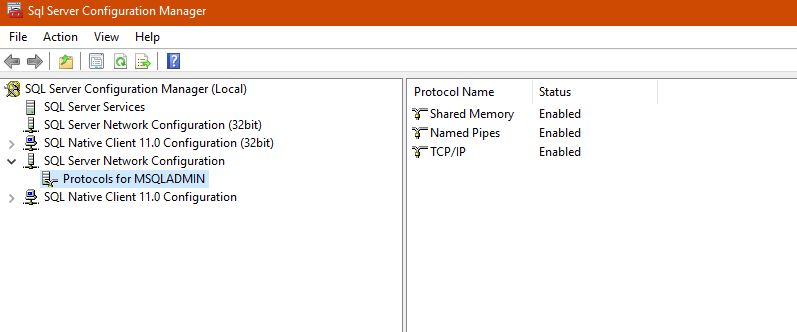 Sql Server Configuration Manager
File Action View Help
SQL Server Configuration Manager (Local)
SQL Server Services
SQL Server Network Configuration (32bit)
SQL Native Client 11.0 Configuration (32bit)
SQL Server Network Configuration
Protocols for MSQLADMIN
SQL Native Client 11.0 Configuration
Protocol Name Status
Shared Memory Enabled
Named Pipes Enabled
TCP/IP Enabled